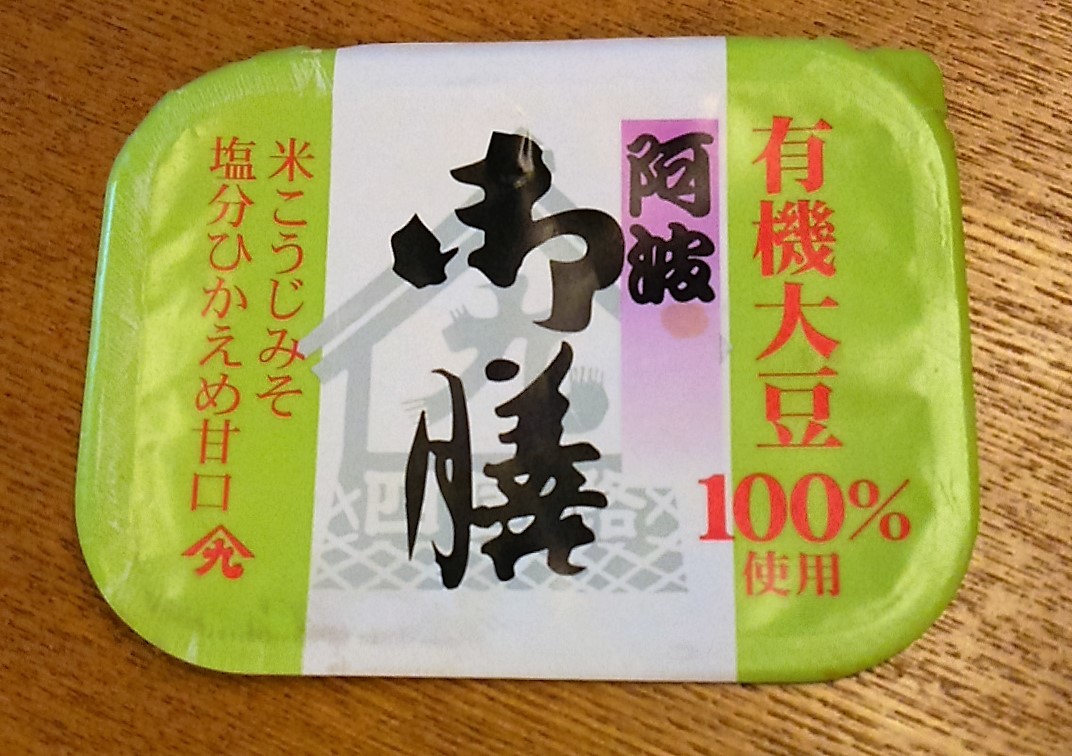 有機大豆
100%
使用
阿波
御膳
米こうじみそ
塩分ひかえめ甘口